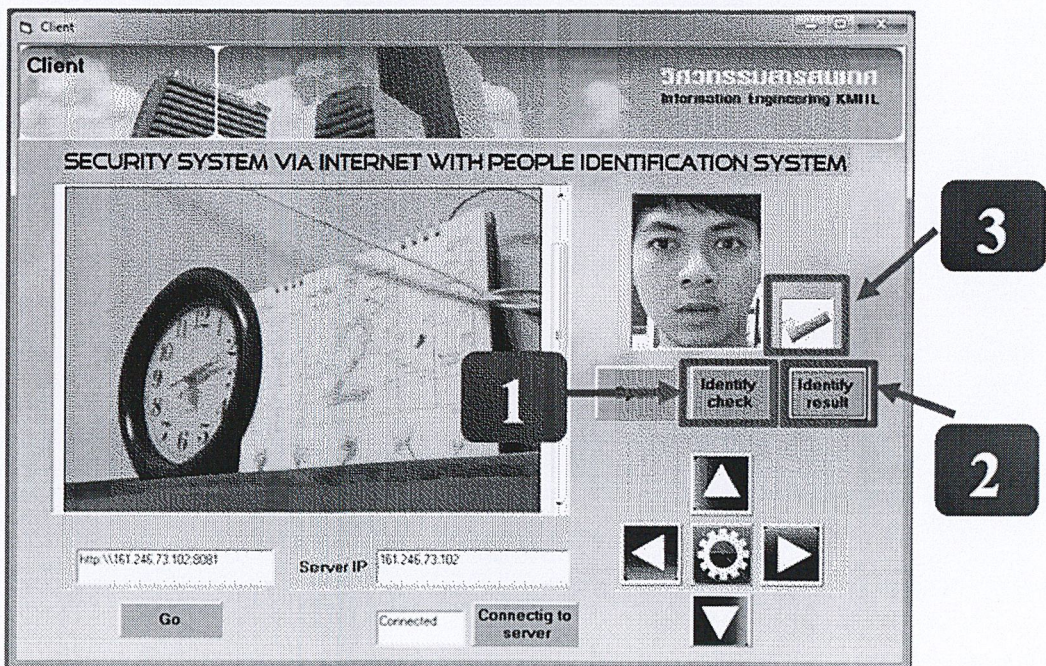 Client
Client
วิศวกรรมสารสนเทศ
Information Engineering KMITL
SECURITY SYSTEM VIA INTERNET WITH PEOPLE IDENTIFICATION SYSTEM
3
1
Identify
check
Identify
result
2
http:\\161.246.73.102:8081
Server IP
161.246.73.102
Go
Connected
Connectig to
server